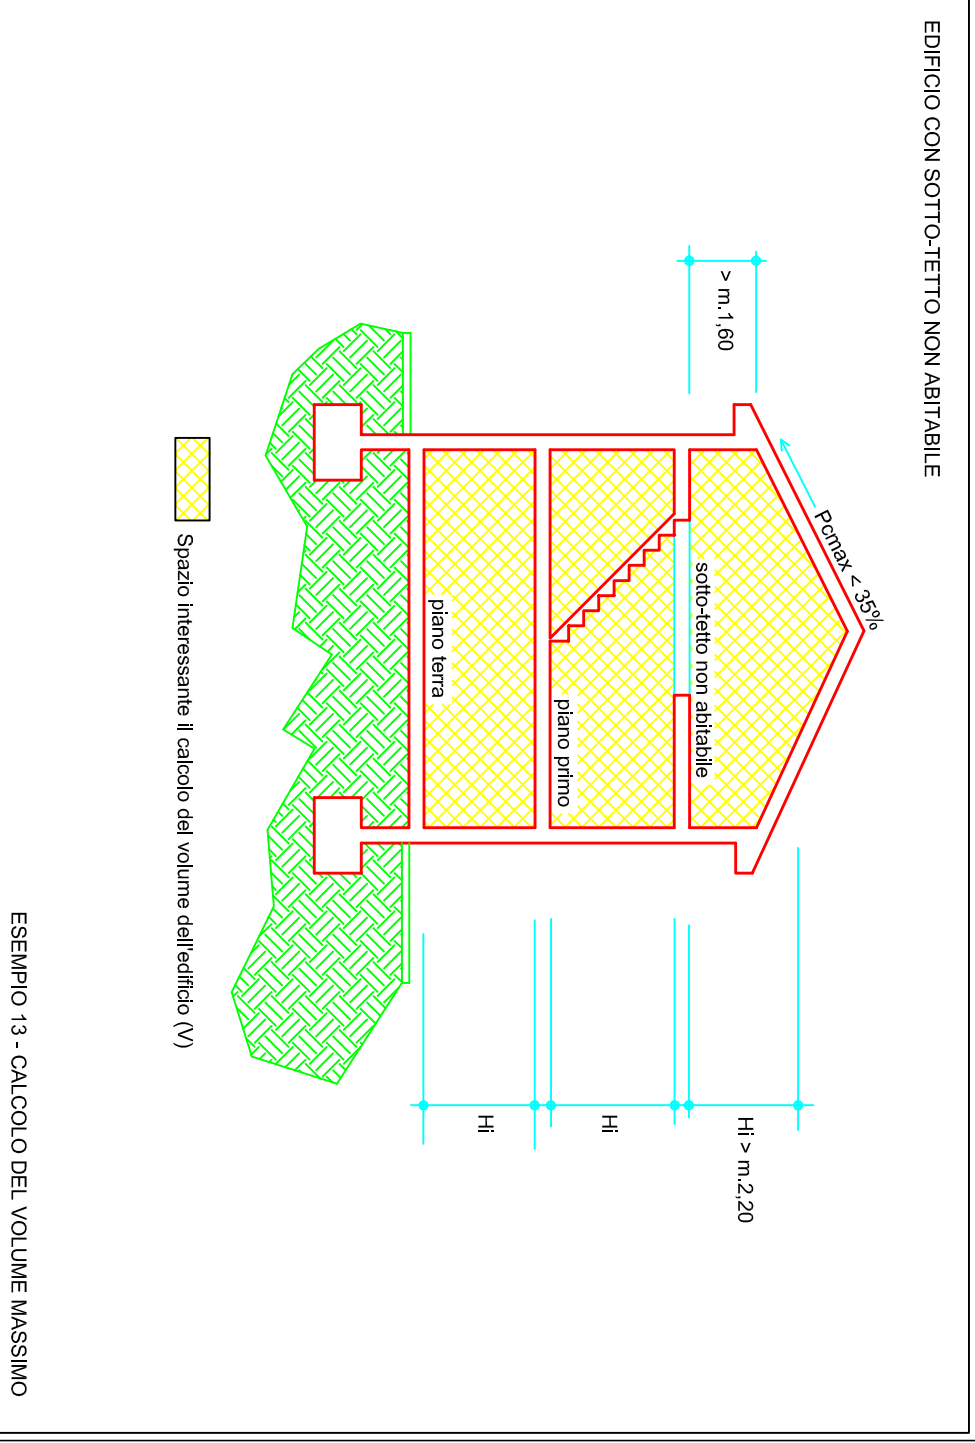 EDIFICIO CON SOTTO-TETTO NON ABITABILE
Pcmax < 35%
> m.1,60
sotto-tetto non abitabile
Hi > m.2,20
piano primo
Hi
piano terra
Hi
Spazio interessante il calcolo del volume dell'edificio (V)
ESEMPIO 13 - CALCOLO DEL VOLUME MASSIMO